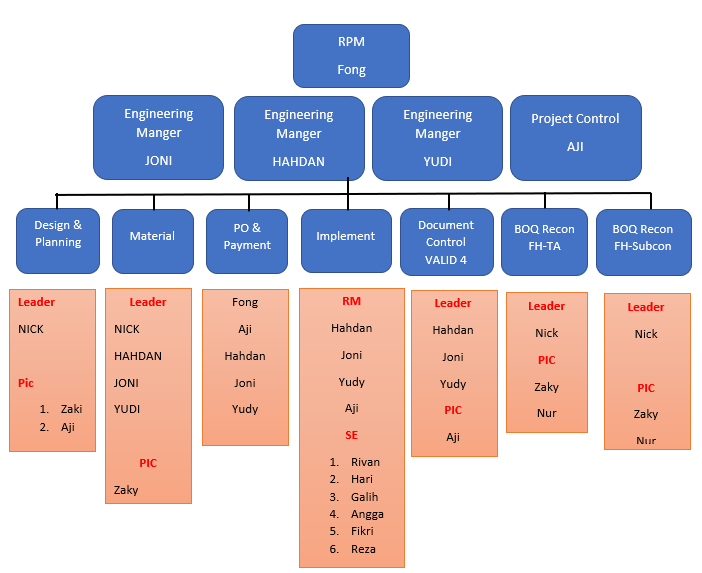 RPM
Fong
Engineering
Manger
JONI
Engineering
Manger
HAHDAN
Engineering
Manger
YUDI
Project Control
AJI
Design &
Planning
Material
PO &
Payment
Implement
Document
Control
VALID 4
BOQ Recon
FH-TA
BOQ Recon
FH-Subcon
Leader
NICK
Pic
1. Zaki
2. Aji
Leader
NICK
HAHDAN
JONI
YUDI
PIC
Zaky
Fong
Aji
Hahdan
Joni
Yudy
RM
Hahdan
Joni
Yudy
Aji
SE
1. Rivan
2. Hari
3. Galih
4. Angga
5. Fikri
6. Reza
Leader
Hahdan
Joni
Yudy
PIC
Aji
Leader
Nick
PIC
Zaky
Nur
Leader
Nick
PIC
Zaky
Nur